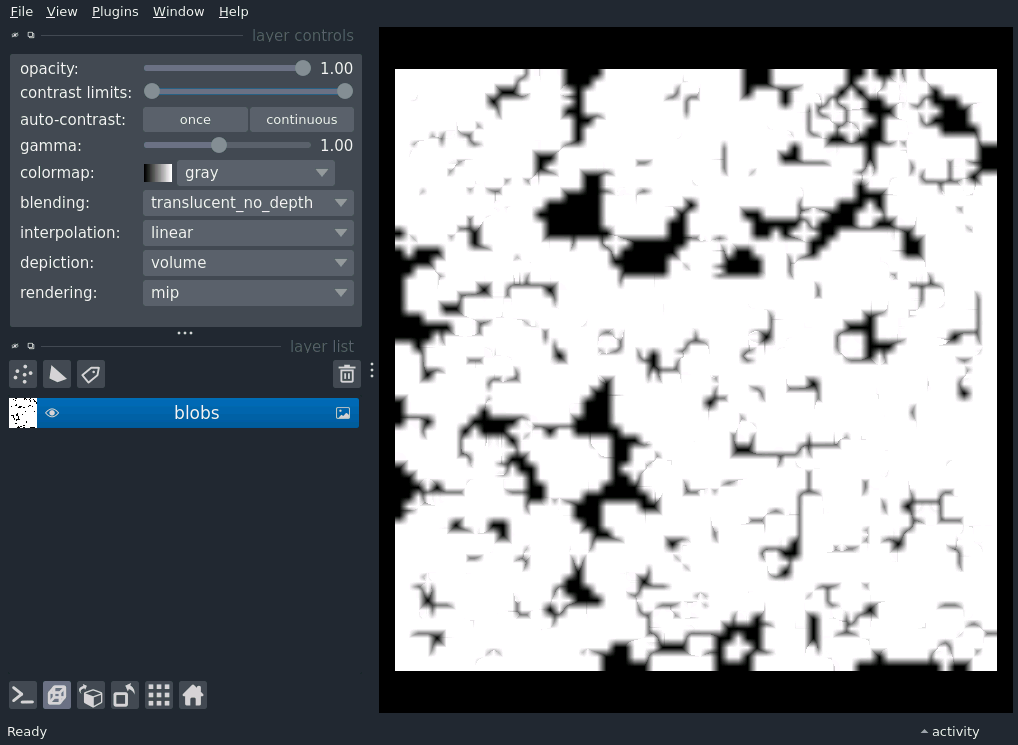 File View Plugins Window Help
layer controls
opacity: 1.00
contrast limits:
auto-contrast: once continuous
gamma: 1.00
colormap: gray
blending: translucent_no_depth
interpolation: linear
depiction: volume
rendering: mip
layer list
blobs
Ready activity